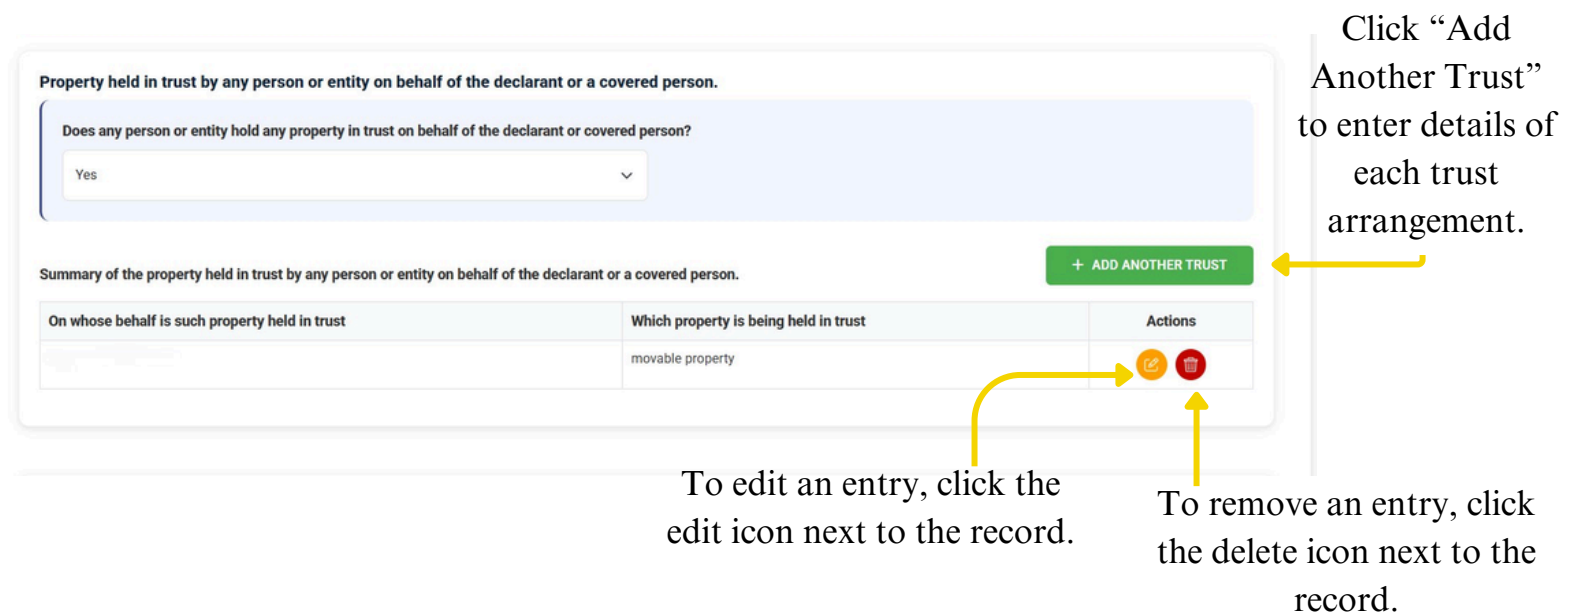 Click “Add
Another Trust”
to enter details of
each trust
arrangement.
Property held in trust by any person or entity on behalf of the declarant or a covered person.
Does any person or entity hold any property in trust on behalf of the declarant or covered person?
Yes
+ ADD ANOTHER TRUST
Summary of the property held in trust by any person or entity on behalf of the declarant or a covered person.
On whose behalf is such property held in trust Which property is being held in trust Actions
movable property
To edit an entry, click the
edit icon next to the record.
To remove an entry, click
the delete icon next to the
record.